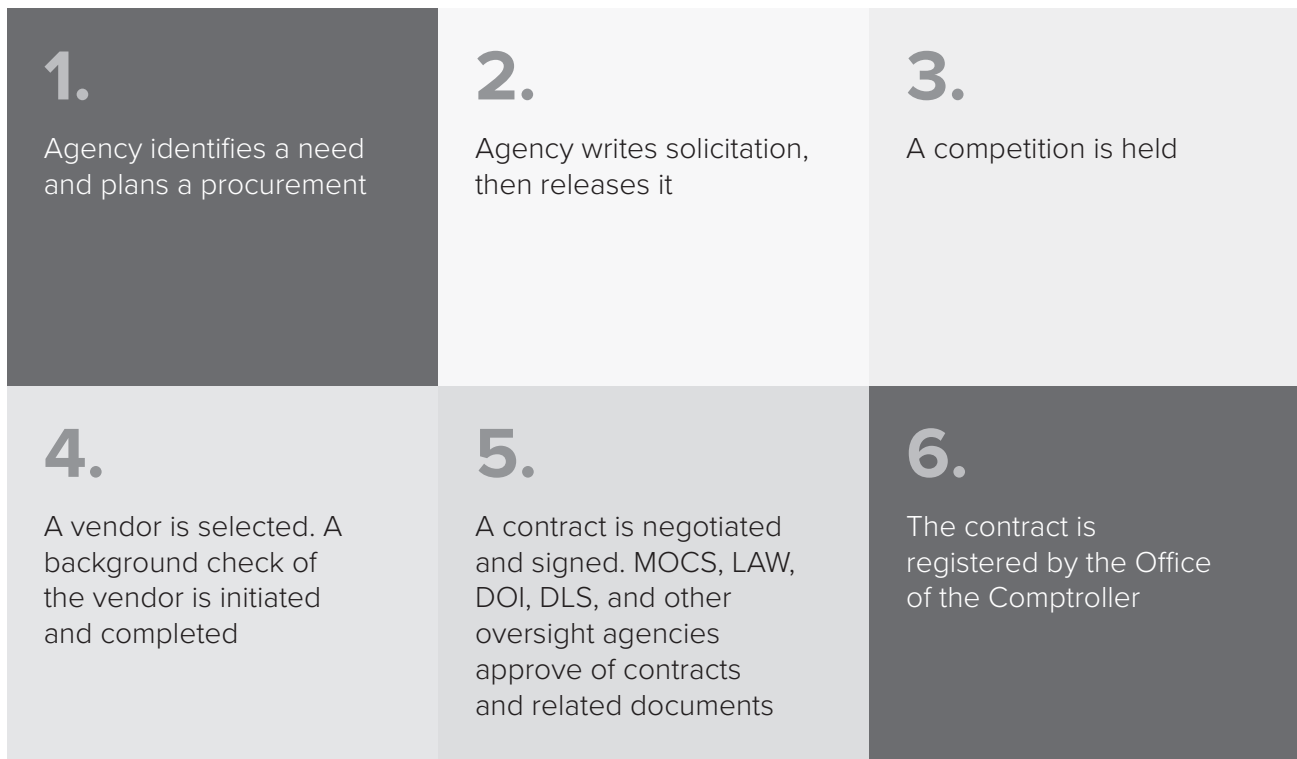 1.
Agency identifies a need
and plans a procurement
2.
Agency writes solicitation,
then releases it
3.
A competition is held
4.
A vendor is selected. A
background check of
the vendor is initiated
and completed
5.
A contract is negotiated
and signed. MOCS, LAW,
DOI, DLS, and other
oversight agencies
approve of contracts
and related documents
6.
The contract is
registered by the Office
of the Comptroller